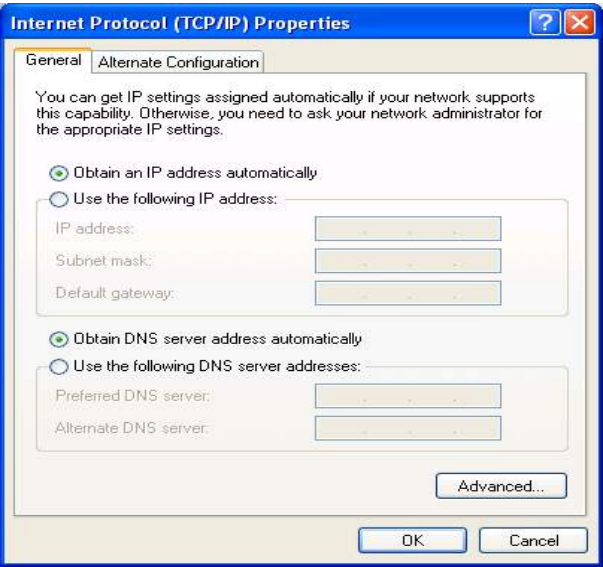 Internet Protocol (TCP/IP) Properties
General
Alternate Configuration
You can get IP settings assigned automatically if your network supports
this capability. Otherwise, you need to ask your network administrator for
the appropriate IP settings.
Obtain an IP address automatically
Use the following IP address:
IP address:
Subnet mask:
Default gateway:
Obtain DNS server address automatically
Use the following DNS server addresses:
Preferred DNS server:
Alternate DNS server:
Advanced...
OK
Cancel